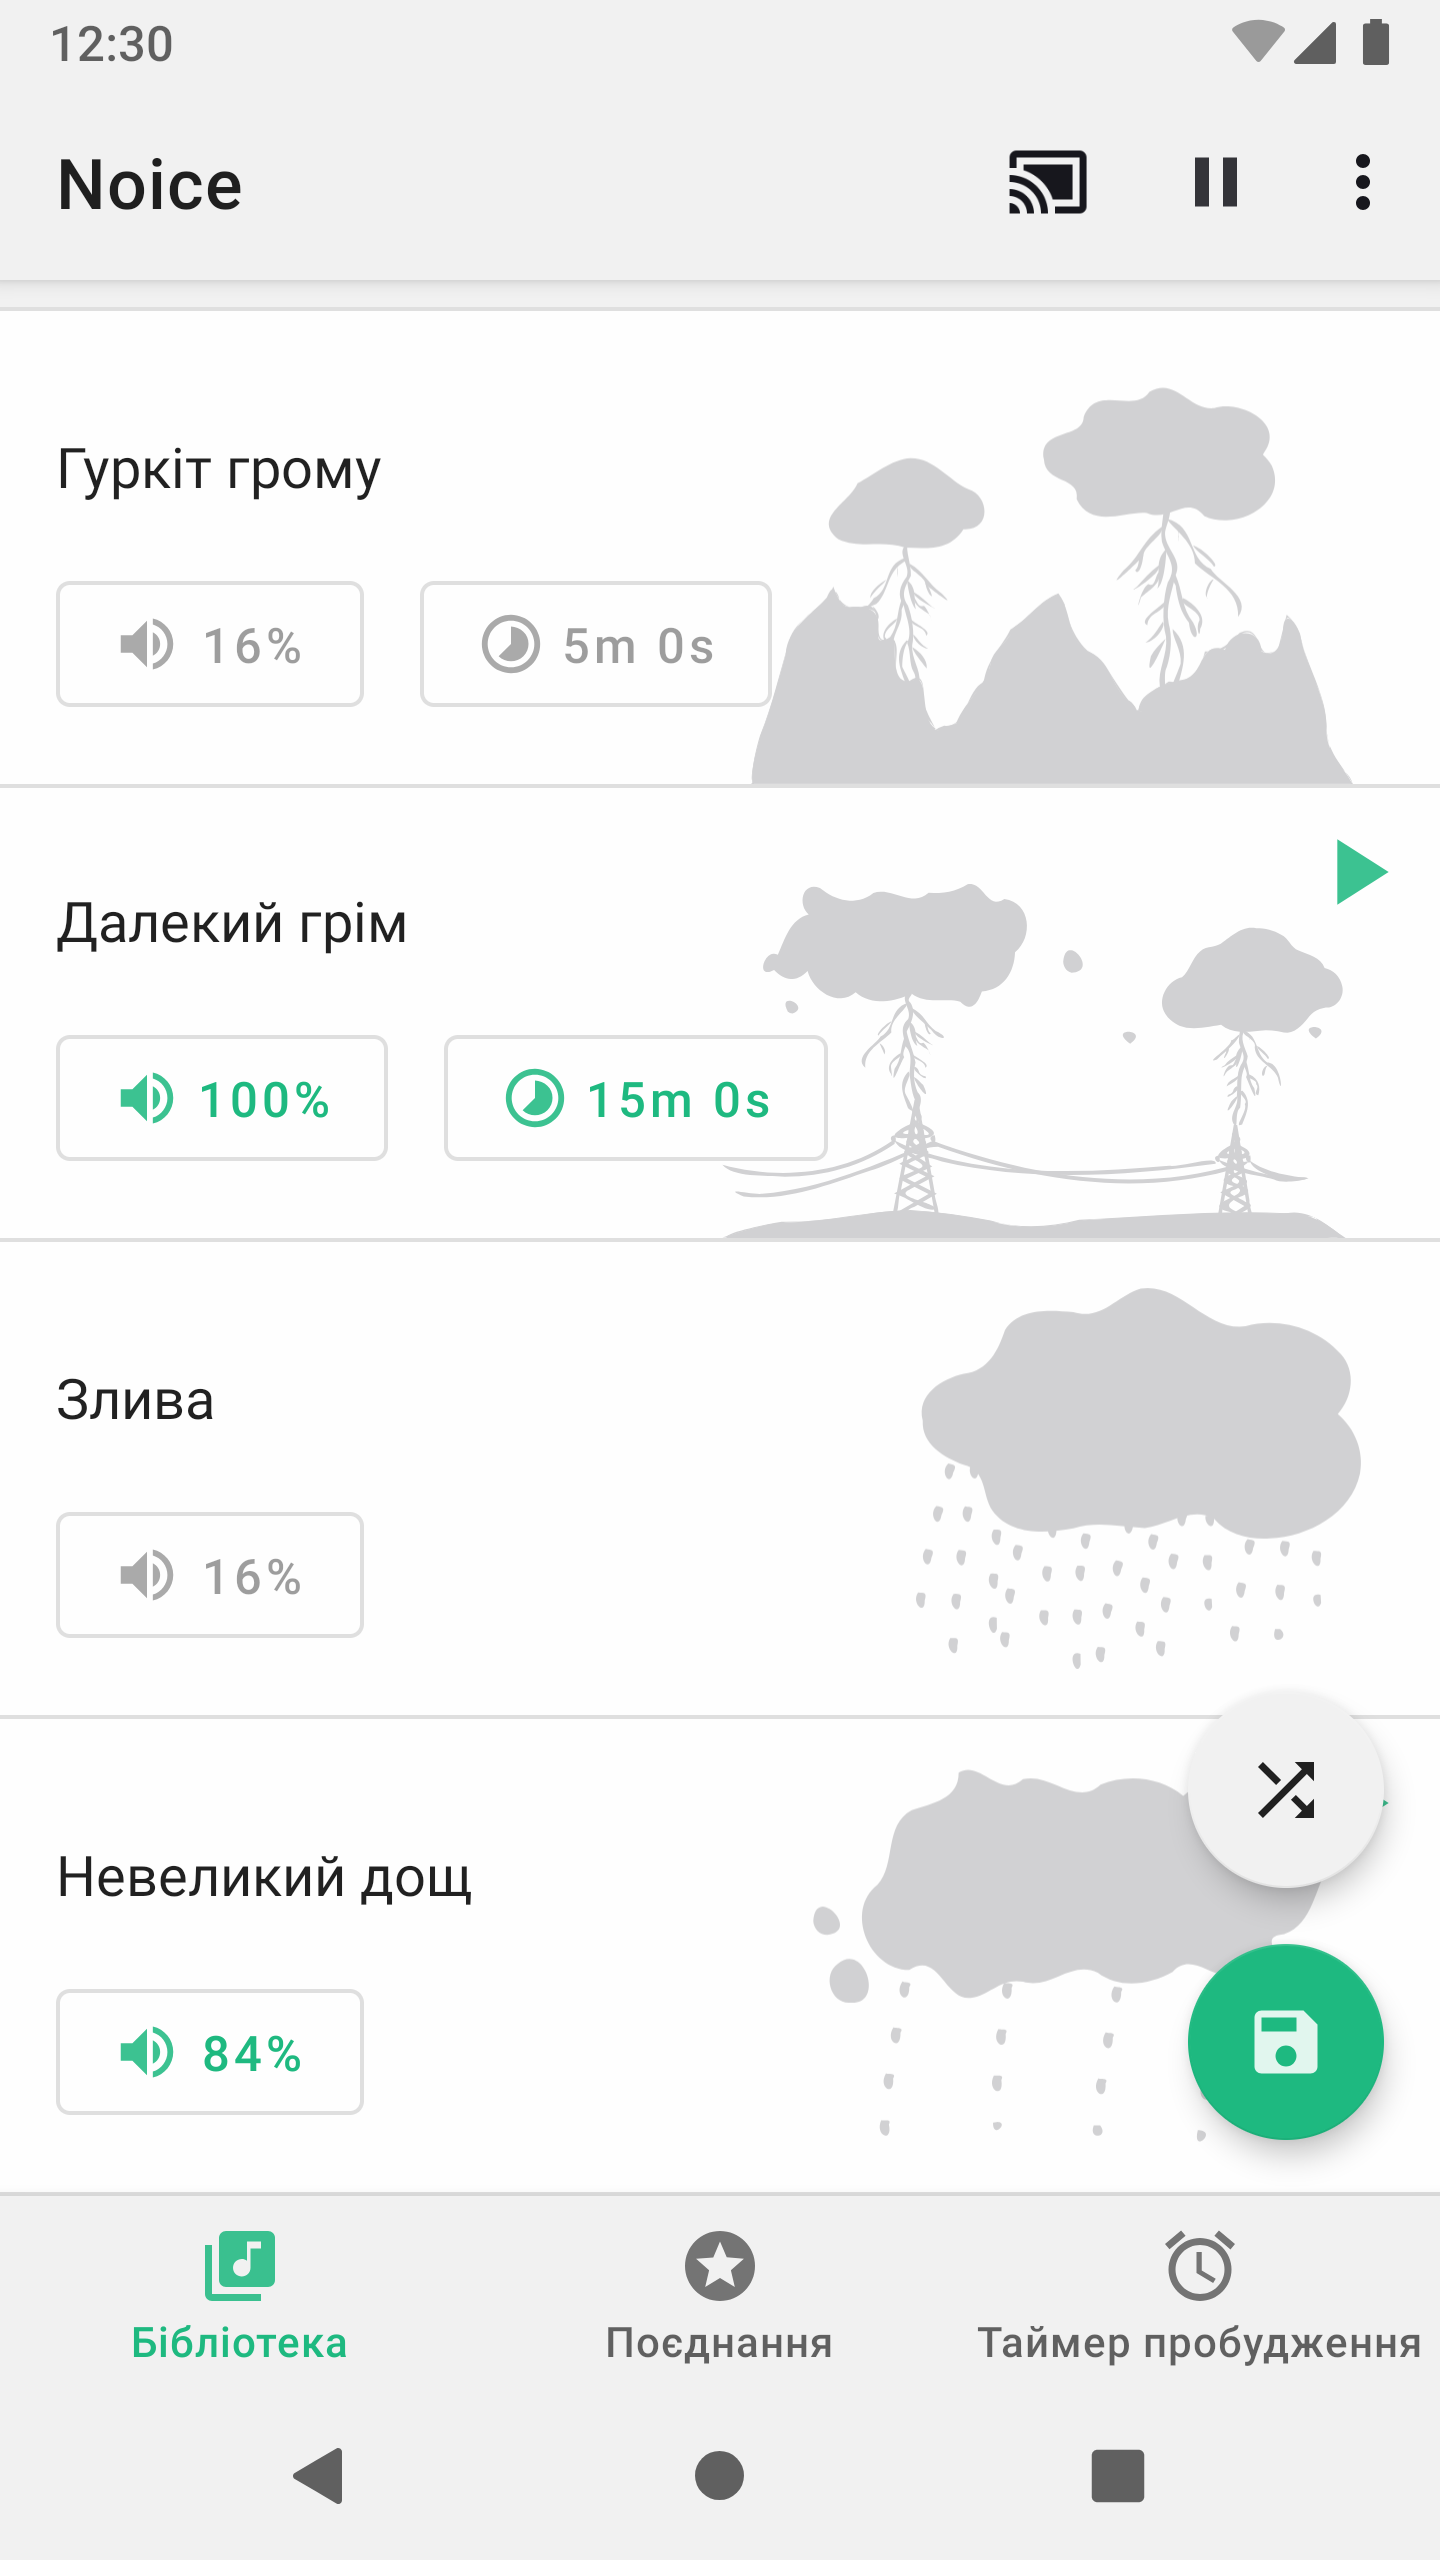 12:30
Noice
Гуркіт грому
16% 5m 0s
Далекий грім
100% 15m 0s
Злива
16%
Невеликий дощ
84%
Бібліотека Поєднання Таймер пробудження